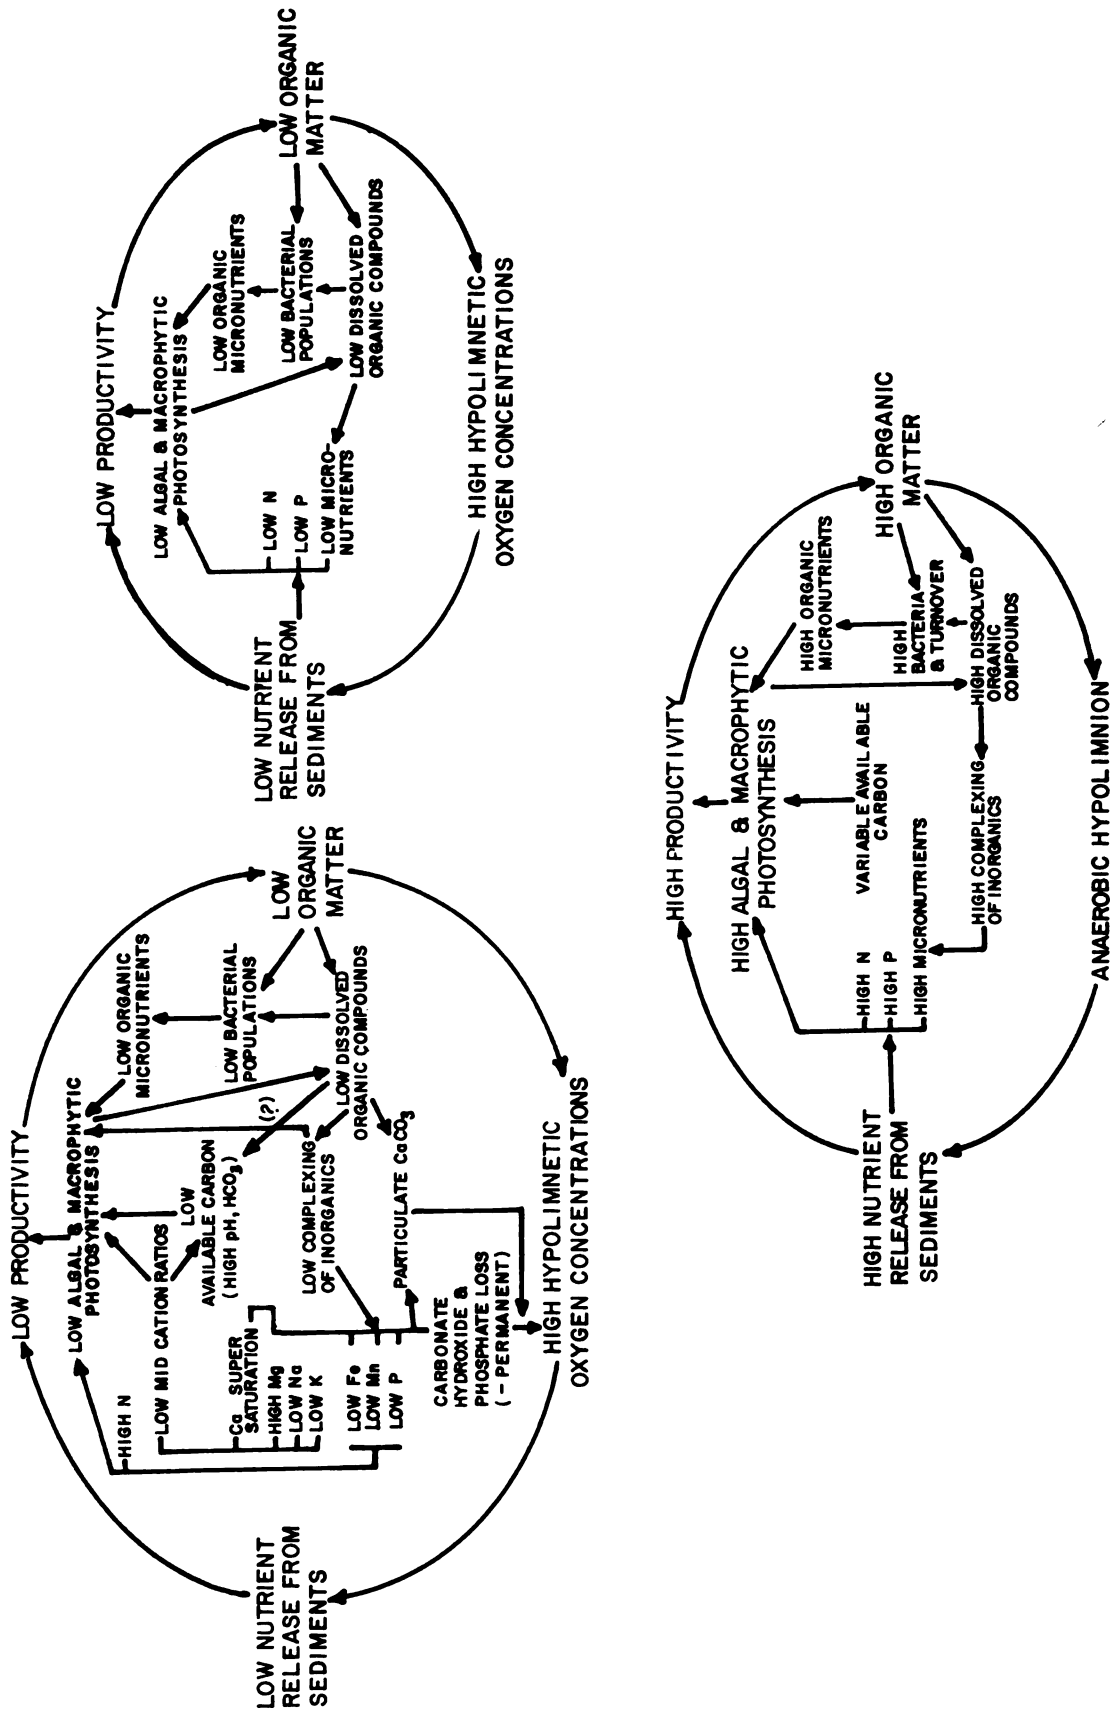 LOW PRODUCTIVITY
LOW ALGAL & MACROPHYTIC
PHOTOSYNTHESIS
HIGH N
LOW MID CATION RATIOS
LOW
AVAILABLE CARBON
(HIGH pH, HCO3)
LOW ORGANIC
MICRONUTRIENTS
LOW BACTERIAL
POPULATIONS
(?)
LOW
ORGANIC
MATTER
Ca SUPER
SATURATION
HIGH Mg
LOW Na
LOW K
LOW Fe
LOW Mn
LOW P
LOW COMPLEXING
OF INORGANICS
LOW DISSOLVED
ORGANIC COMPOUNDS
PARTICULATE CaCO3
CARBONATE
HYDROXIDE &
PHOSPHATE LOSS
(- PERMANENT)
LOW NUTRIENT
RELEASE FROM
SEDIMENTS
HIGH HYPOLIMNETIC
OXYGEN CONCENTRATIONS
LOW PRODUCTIVITY
LOW ALGAL & MACROPHYTIC
PHOTOSYNTHESIS
LOW ORGANIC
MICRONUTRIENTS
LOW N
LOW P
LOW MICRO-
NUTRIENTS
LOW BACTERIAL
POPULATIONS
LOW DISSOLVED
ORGANIC COMPOUNDS
LOW ORGANIC
MATTER
LOW NUTRIENT
RELEASE FROM
SEDIMENTS
HIGH HYPOLIMNETIC
OXYGEN CONCENTRATIONS
HIGH PRODUCTIVITY
HIGH ALGAL & MACROPHYTIC
PHOTOSYNTHESIS
HIGH ORGANIC
MICRONUTRIENTS
HIGH N
HIGH P
HIGH MICRONUTRIENTS
VARIABLE AVAILABLE
CARBON
HIGH
BACTERIA
& TURNOVER
HIGH ORGANIC
MATTER
HIGH COMPLEXING
OF INORGANICS
HIGH DISSOLVED
ORGANIC
COMPOUNDS
HIGH NUTRIENT
RELEASE FROM
SEDIMENTS
ANAEROBIC HYPOLIMNION